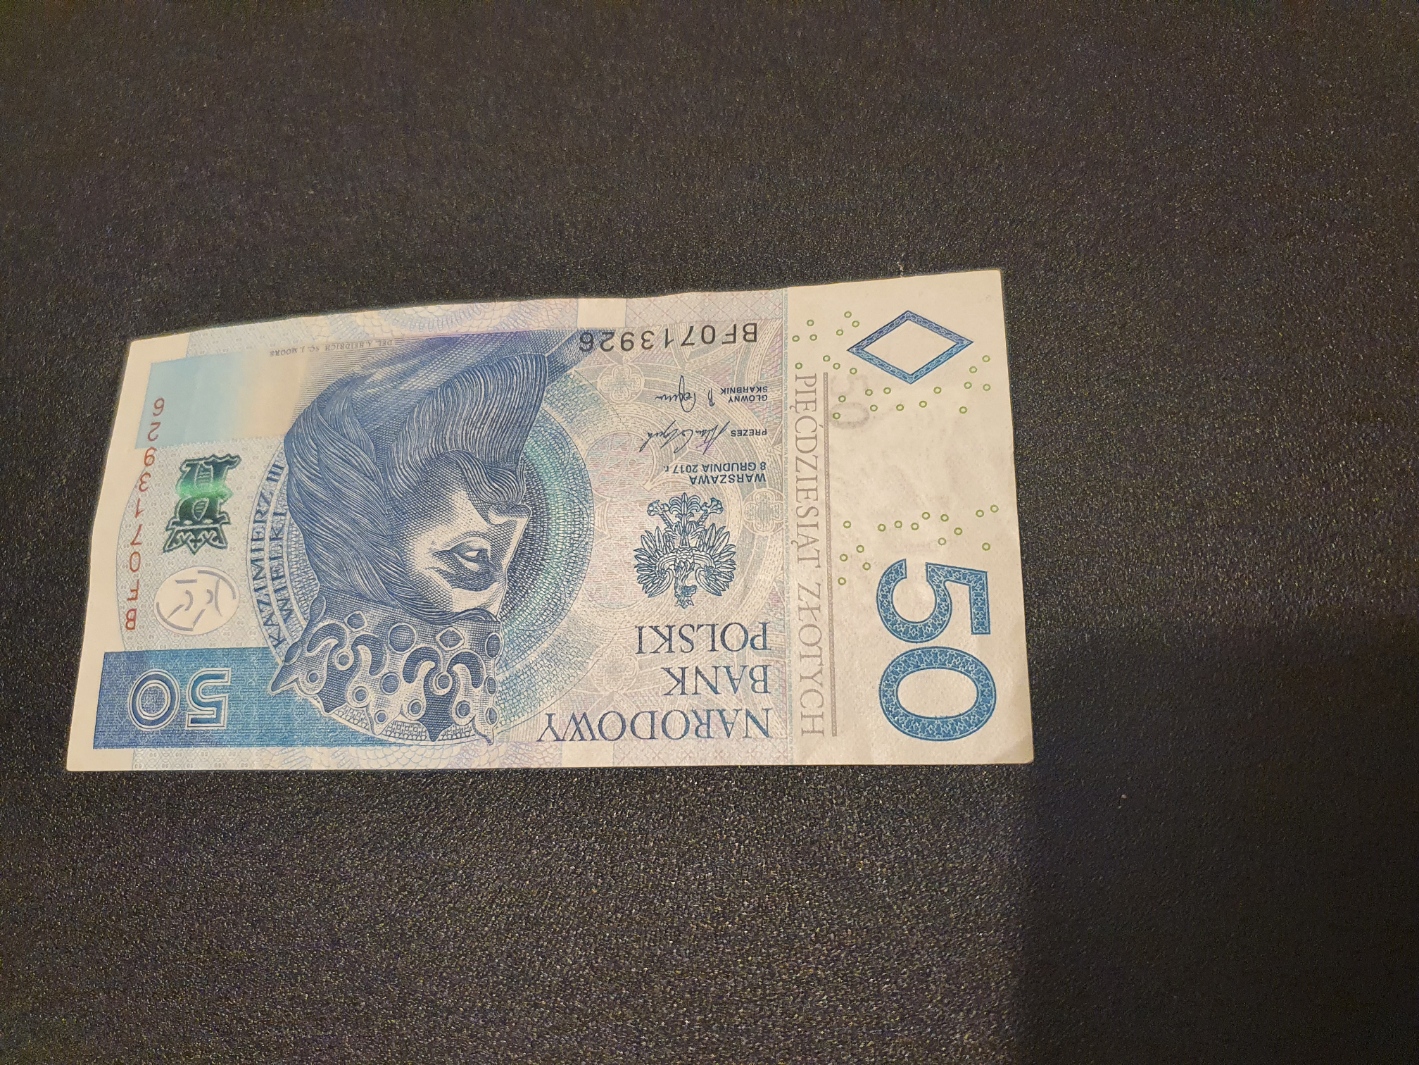 50
PIĘĆDZIESIĄT ZŁOTYCH
50
NARODOWY
BANK
POLSKI
WARSZAWA
8 GRUDNIA 2017 r.
PREZES
GŁÓWNY
SKARBNIK
BF0713926
KAZIMIERZ III
WIELKI
50
BF0713926